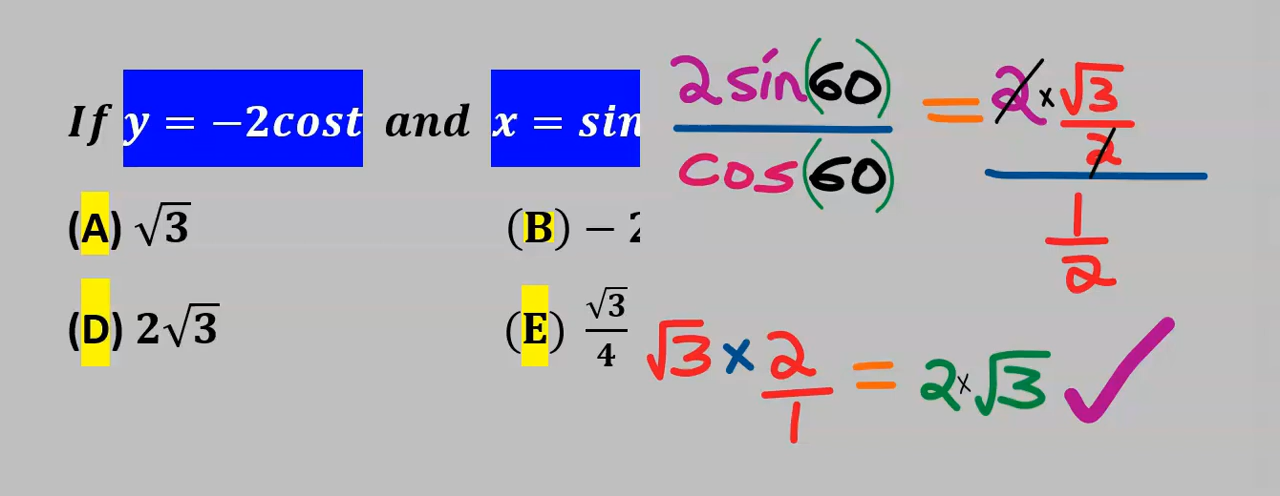 If y = −2cost and x = sin
(A) √3 (B) − 2
(D) 2√3 (E) √3/4
2sin(60)/cos(60) = (2 × √3/2)/(1/2)
√3 × 2/1 = 2 × √3 ✓